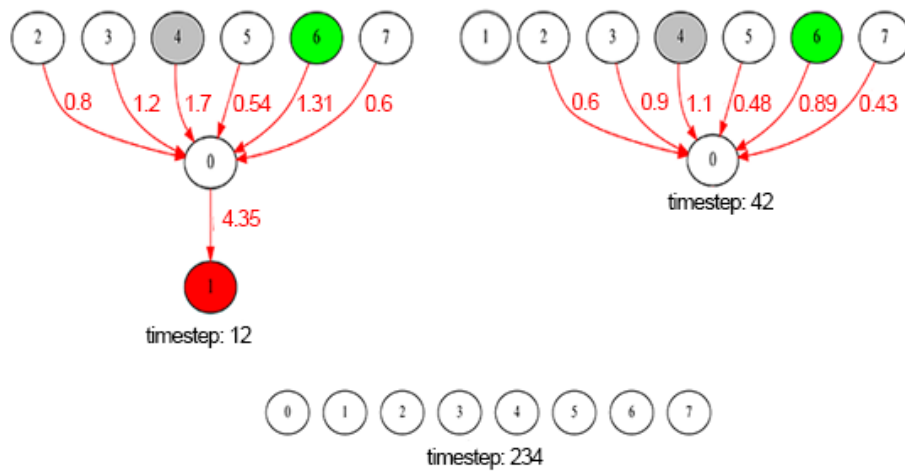 2 3 4 5 6 7
0.8 1.2 1.7 0.54 1.31 0.6
0
4.35
1
timestep: 12
1 2 3 4 5 6 7
0.6 0.9 1.1 0.48 0.89 0.43
0
timestep: 42
0 1 2 3 4 5 6 7
timestep: 234